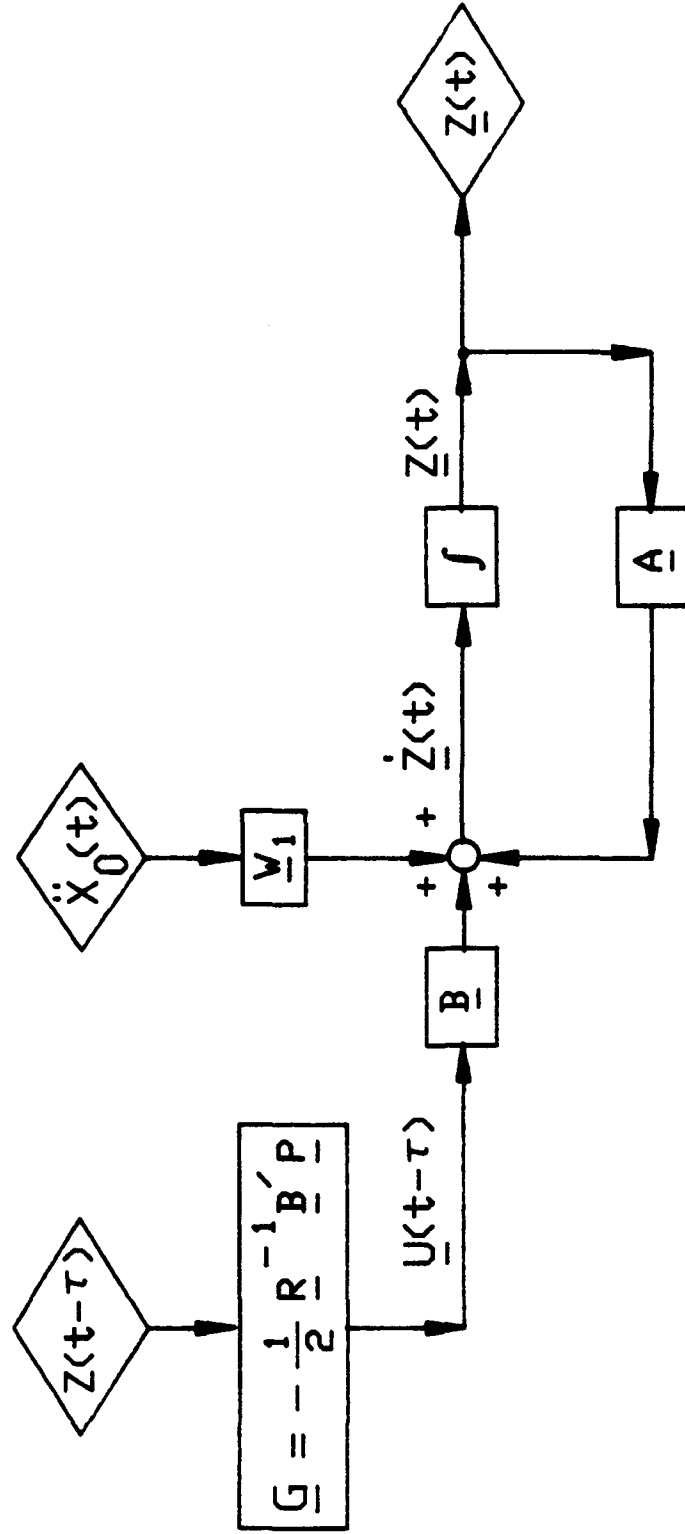 Z(t-τ)
G = - 1/2 R⁻¹ B′ P
U(t-τ)
B
Ẍ₀(t)
W₁
+
+
+
Ż(t)
∫
Z(t)
A
Z(t)